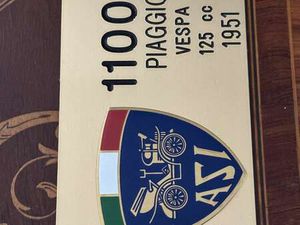 1100
PIAGGIO
VESPA
125 cc
1951
ASI